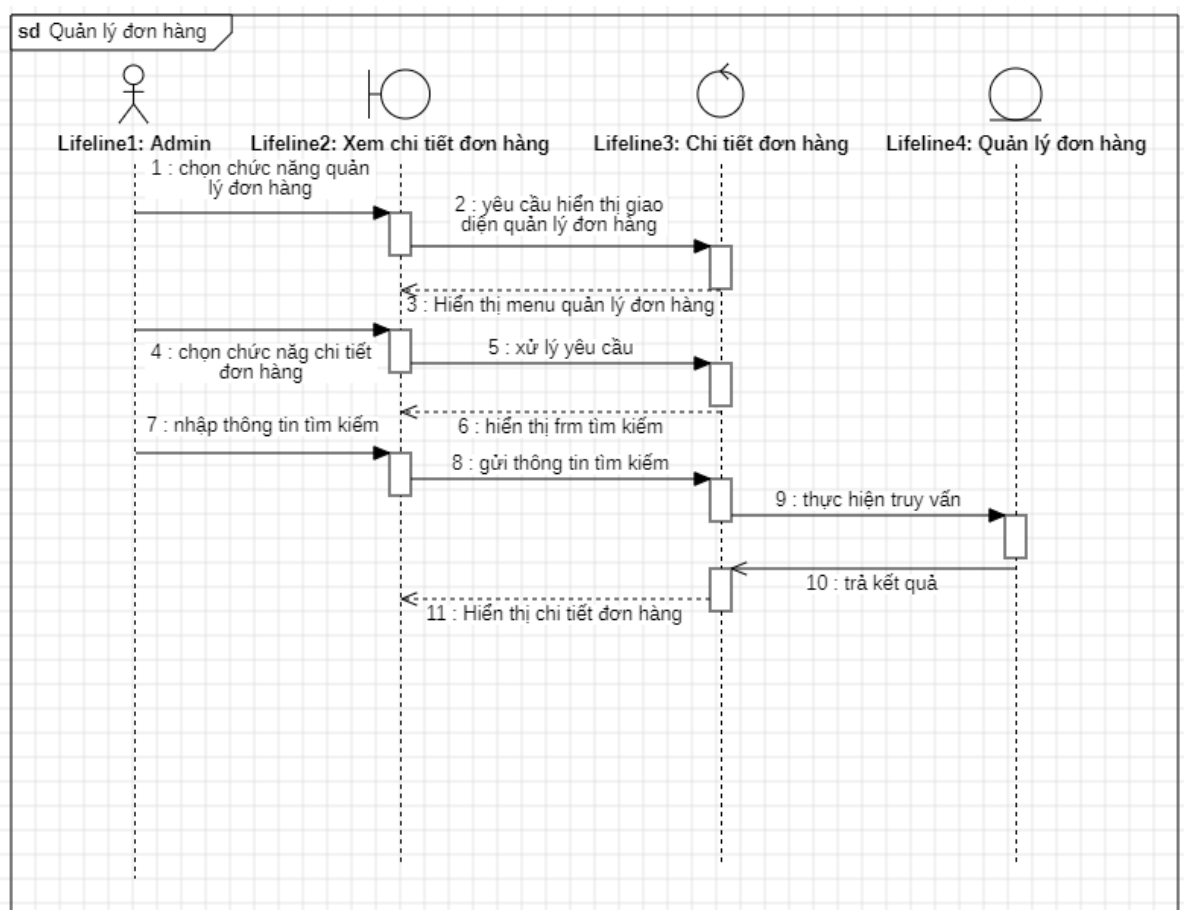 sd Quản lý đơn hàng
Lifeline1: Admin
Lifeline2: Xem chi tiết đơn hàng
Lifeline3: Chi tiết đơn hàng
Lifeline4: Quản lý đơn hàng
1 : chọn chức năng quản
lý đơn hàng
2 : yêu cầu hiển thị giao
diện quản lý đơn hàng
3 : Hiển thị menu quản lý đơn hàng
4 : chọn chức năg chi tiết
đơn hàng
5 : xử lý yêu cầu
6 : hiển thị frm tìm kiếm
7 : nhập thông tin tìm kiếm
8 : gửi thông tin tìm kiếm
9 : thực hiện truy vấn
10 : trả kết quả
11 : Hiển thị chi tiết đơn hàng